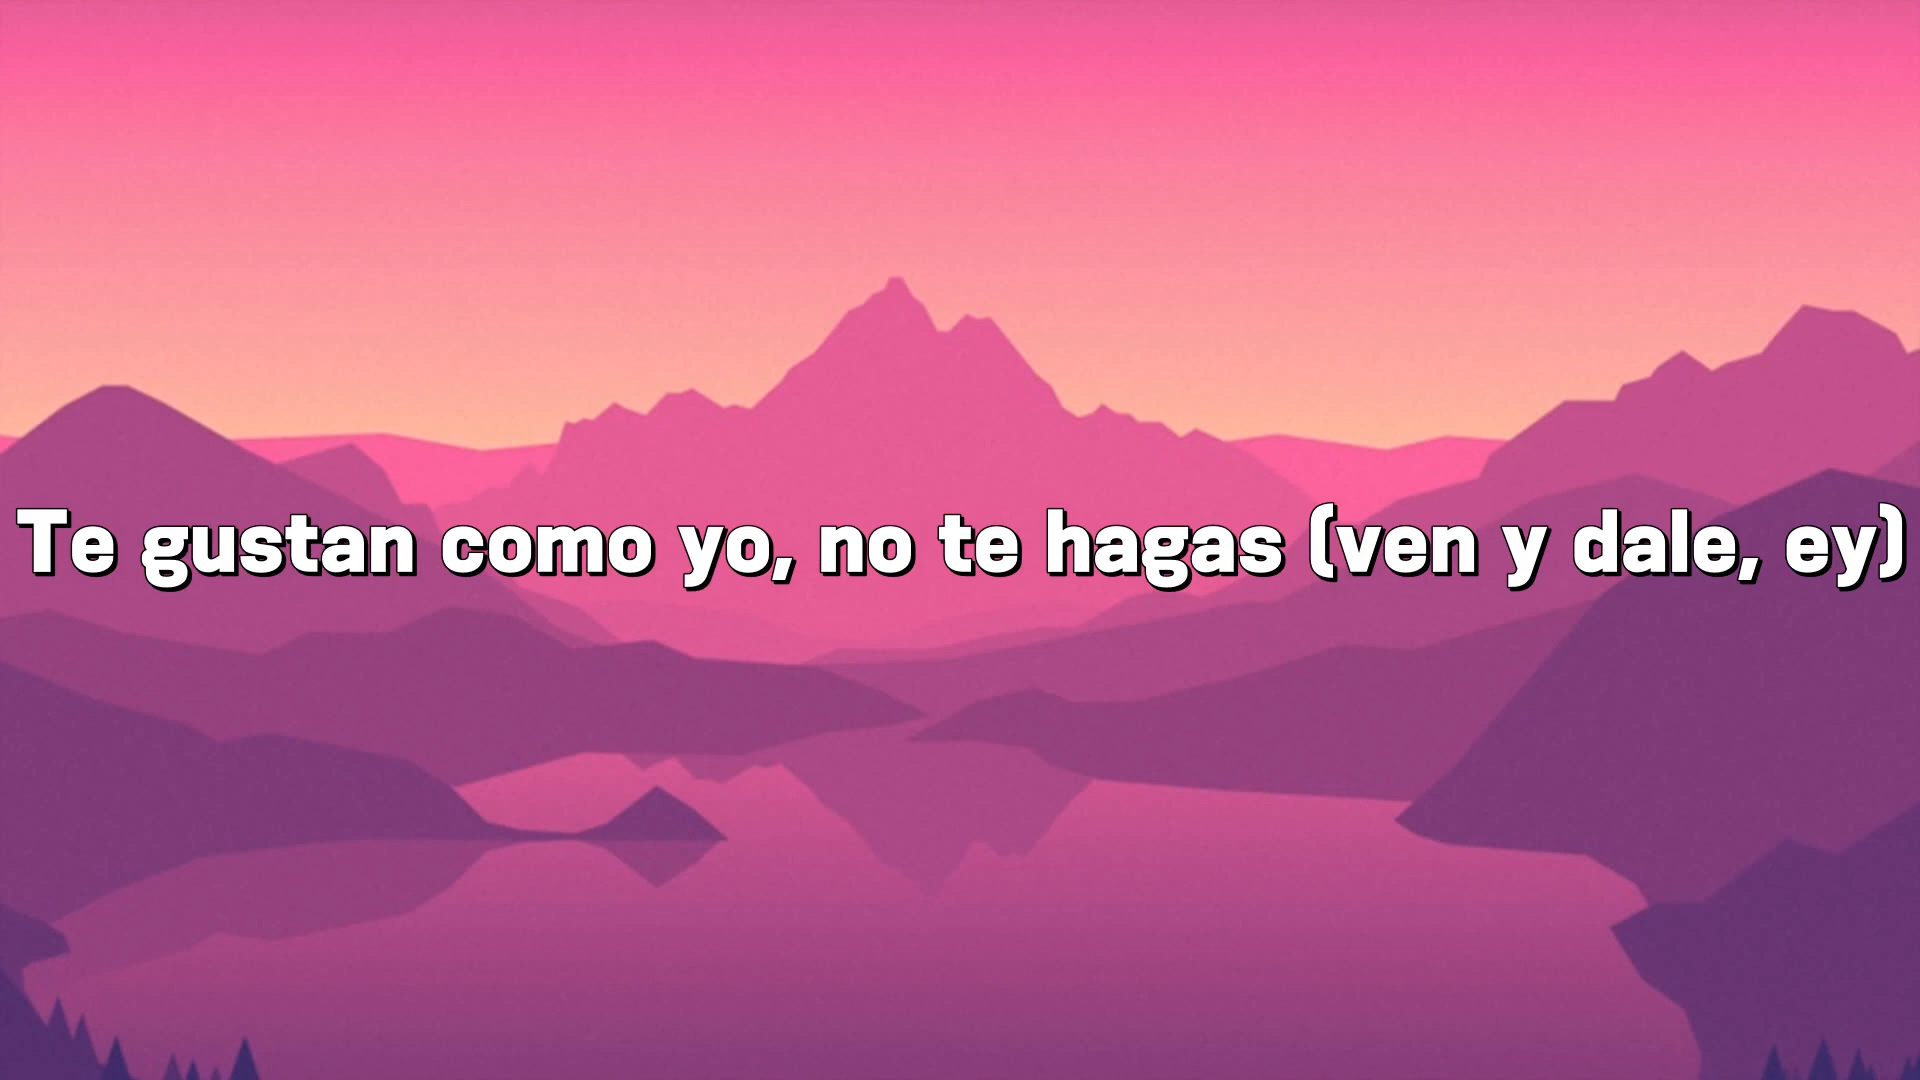 Te gustan como yo, no te hagas (ven y dale, ey)